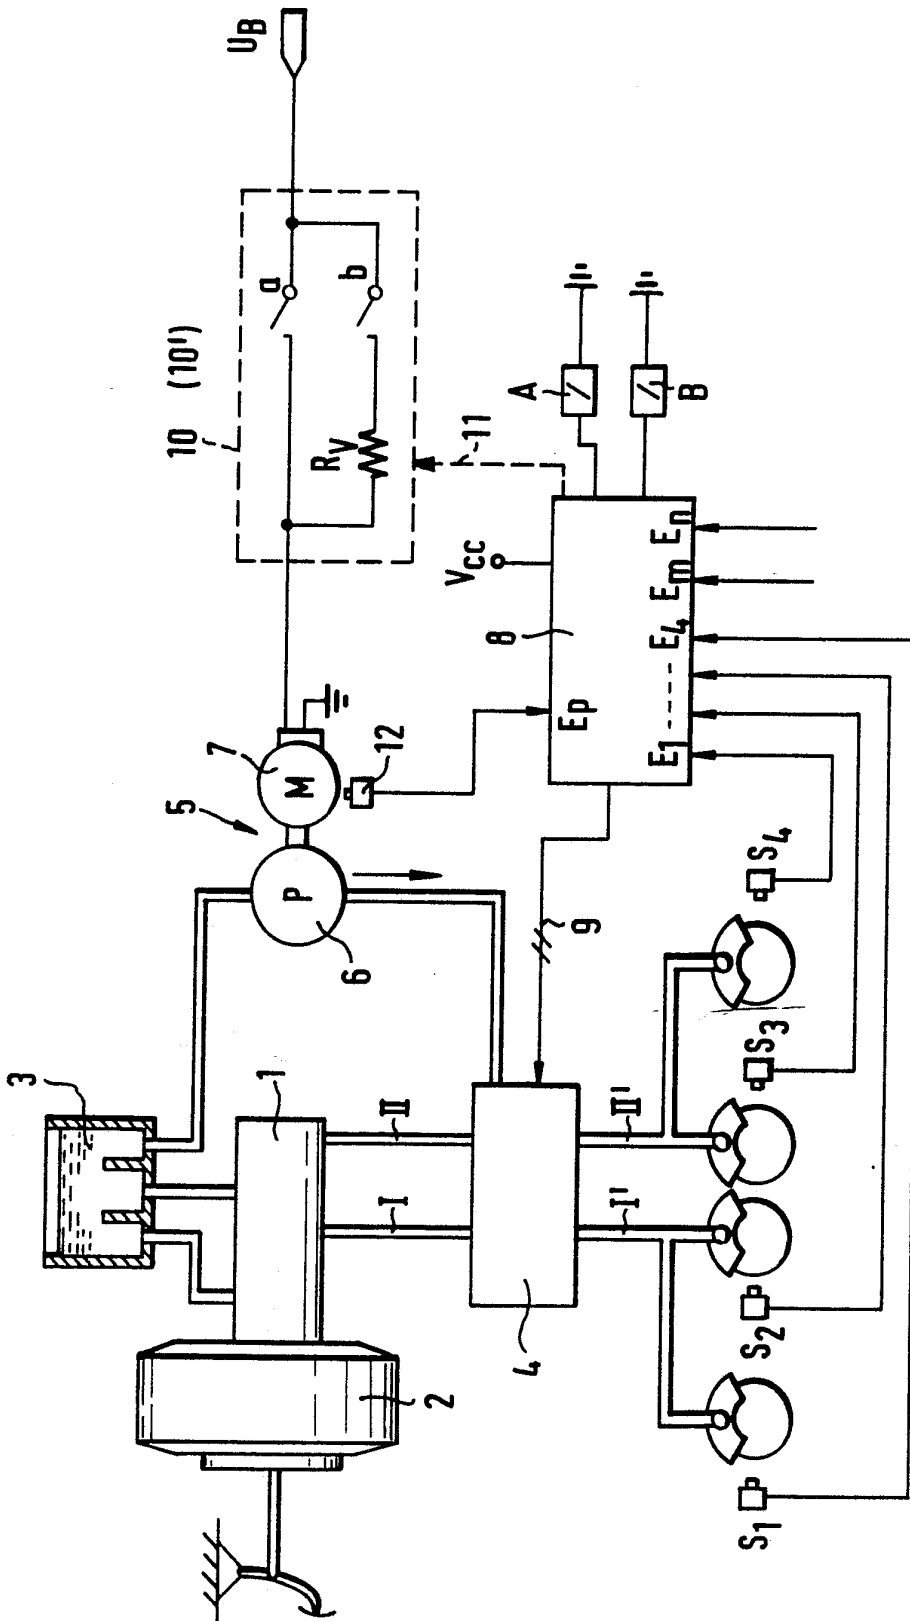 U_B
10 (10')
a
b
R_V
11
A
B
V_CC
8
E_p
E_1 ---- E_4 E_m E_n
7
M
12
5
P
6
9
3
1
II
I
II'
I'
4
2
S_4
S_3
S_2
S_1